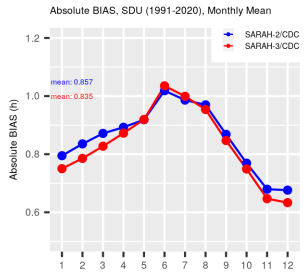 Absolute BIAS, SDU (1991-2020), Monthly Mean
SARAH-2/CDC
SARAH-3/CDC
mean: 0.857
mean: 0.835
Absolute BIAS (h)
1.2
1.0
0.8
0.6
1 2 3 4 5 6 7 8 9 10 11 12